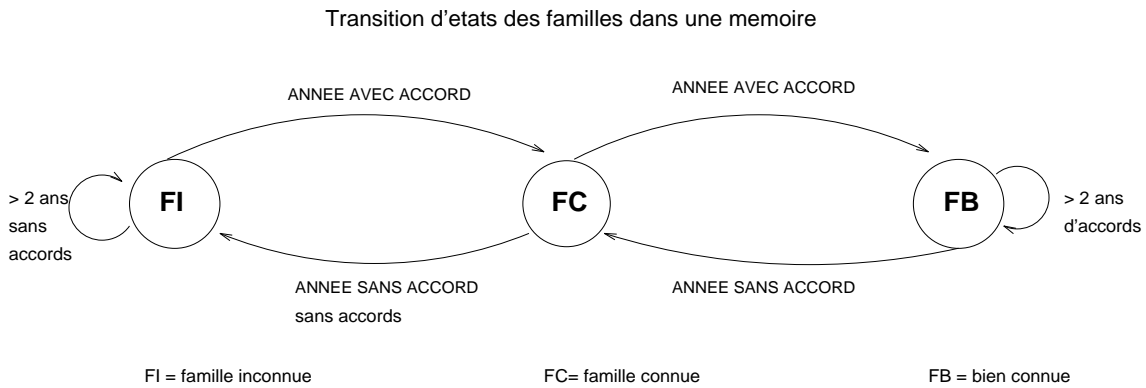 Transition d'etats des familles dans une memoire
ANNEE AVEC ACCORD
ANNEE AVEC ACCORD
> 2 ans
sans
accords
FI
FC
FB
> 2 ans
d'accords
ANNEE SANS ACCORD
sans accords
ANNEE SANS ACCORD
FI = famille inconnue
FC= famille connue
FB = bien connue